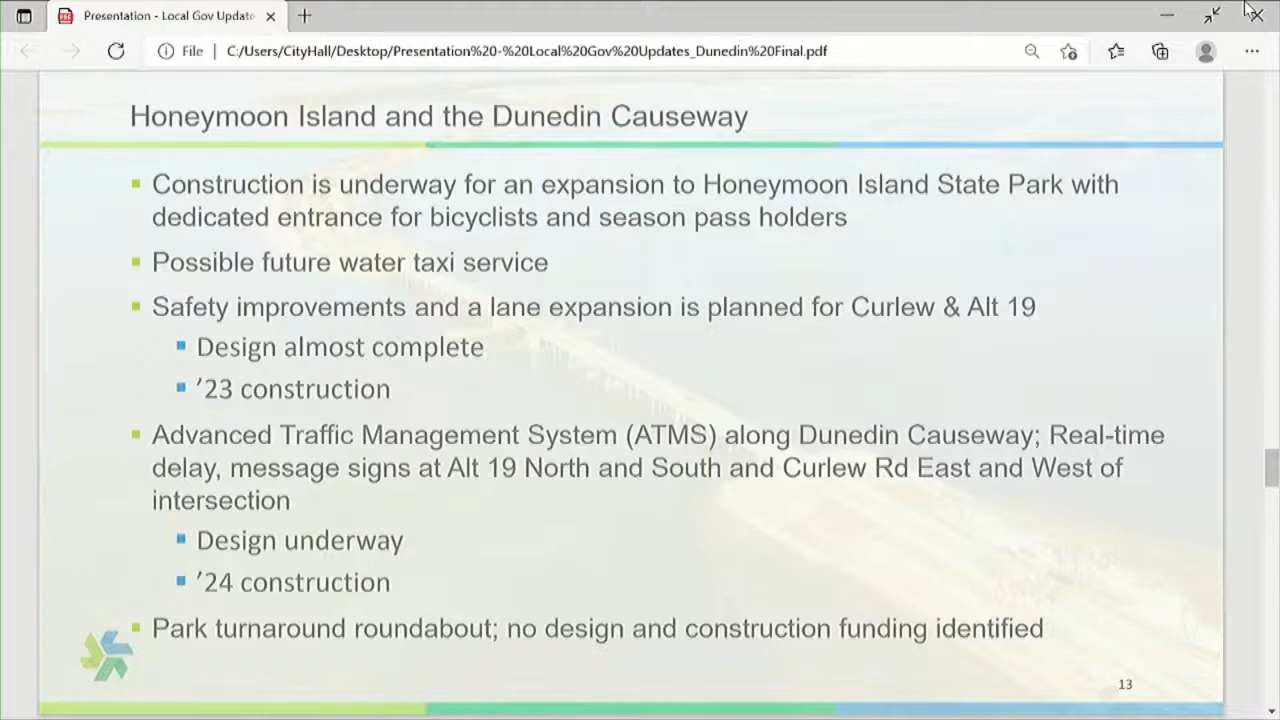 Presentation - Local Gov Update
File
C:/Users/CityHall/Desktop/Presentation%20-%20Local%20Gov%20Updates_Dunedin%20Final.pdf
Honeymoon Island and the Dunedin Causeway
Construction is underway for an expansion to Honeymoon Island State Park with
dedicated entrance for bicyclists and season pass holders
Possible future water taxi service
Safety improvements and a lane expansion is planned for Curlew & Alt 19
Design almost complete
’23 construction
Advanced Traffic Management System (ATMS) along Dunedin Causeway; Real-time
delay, message signs at Alt 19 North and South and Curlew Rd East and West of
intersection
Design underway
’24 construction
Park turnaround roundabout; no design and construction funding identified
13